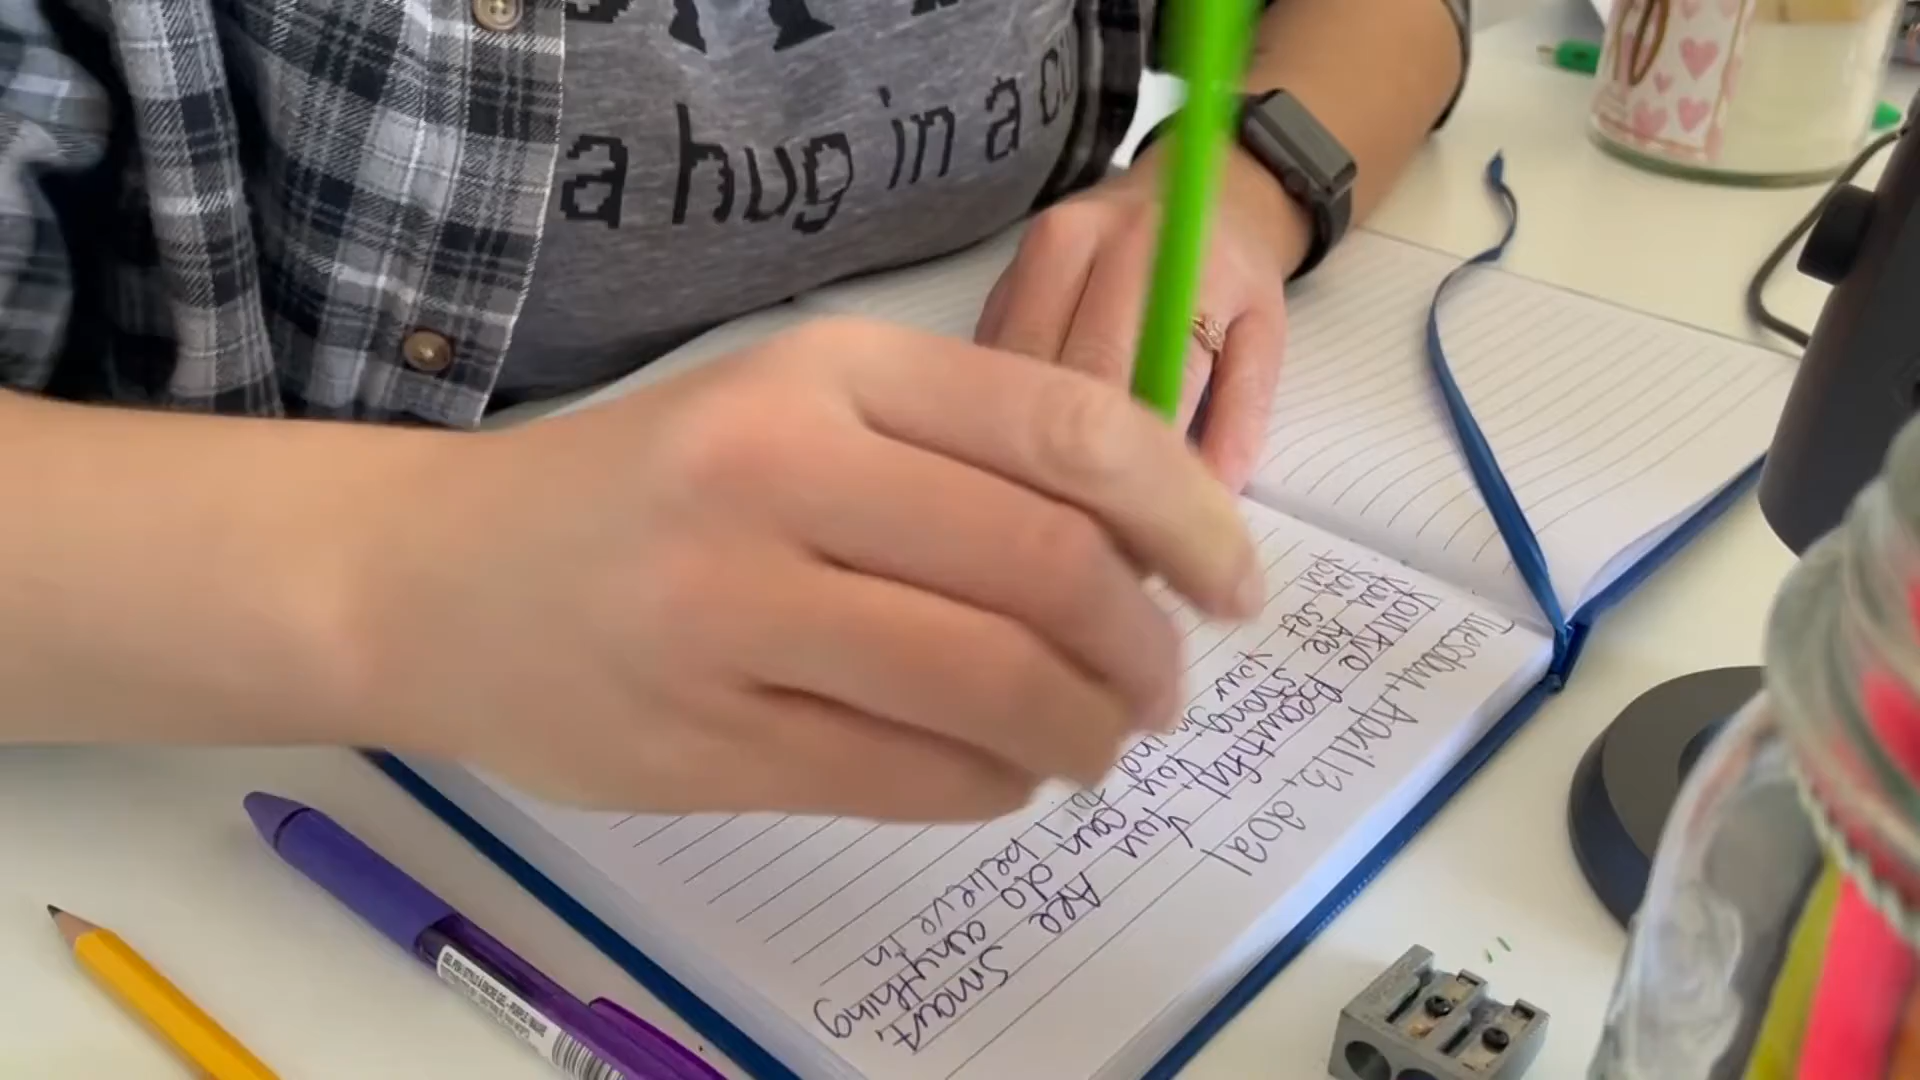 a hug in a cu
Tuesday, April 13, 2021
You are Beautiful. You Are Smart.
You are strong. You can do anything
you set your mind to! I believe in